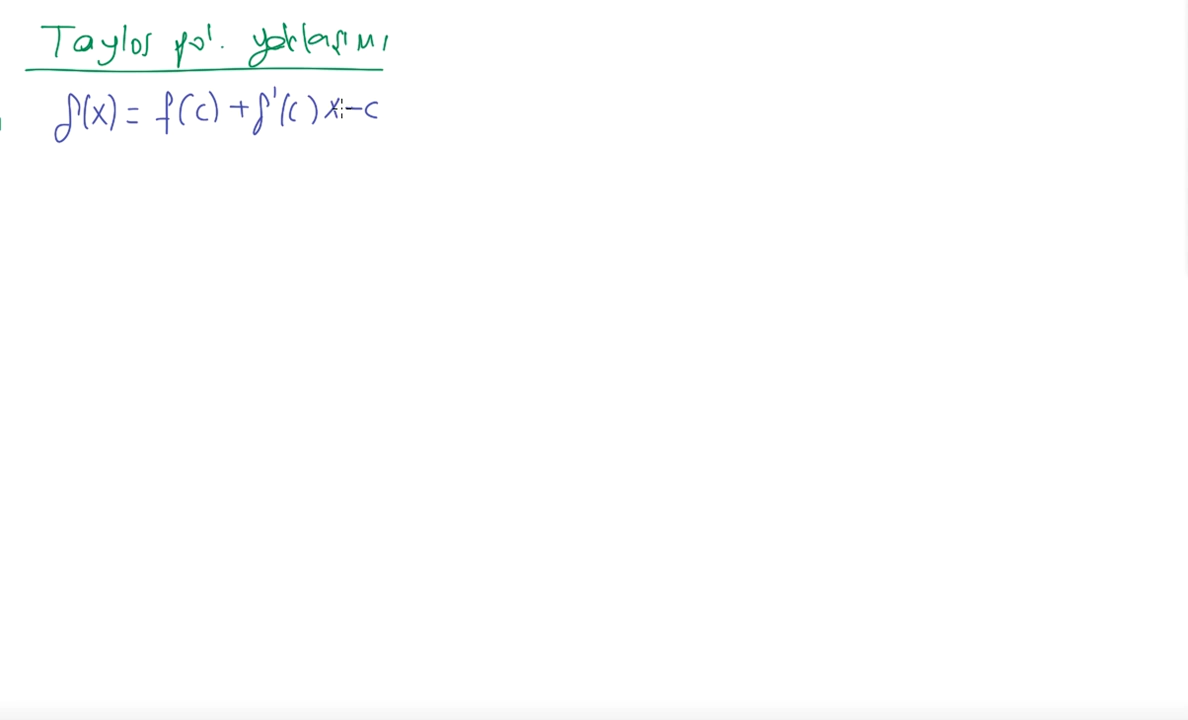 Taylor pol. yaklaşımı
f(x) = f(c) + f'(c) x-c